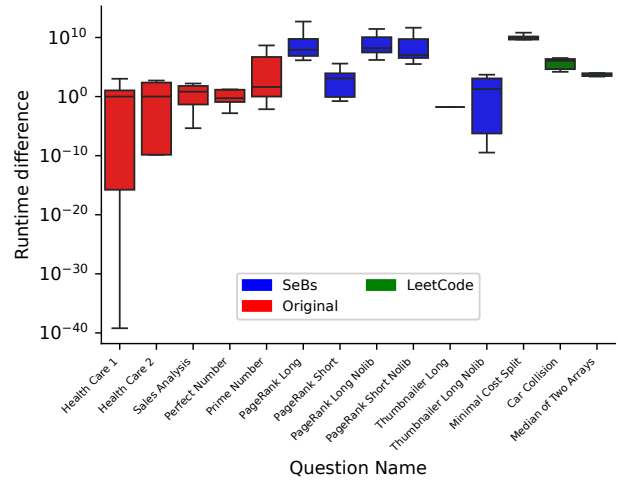 Runtime difference
10^10
10^0
10^-10
10^-20
10^-30
10^-40
SeBs
Original
LeetCode
Health Care 1
Health Care 2
Sales Analysis
Perfect Number
Prime Number
PageRank Long
PageRank Short
PageRank Long Nolib
PageRank Short Nolib
Thumbnailer Long
Thumbnailer Long Nolib
Minimal Cost Split
Car Collision
Median of Two Arrays
Question Name